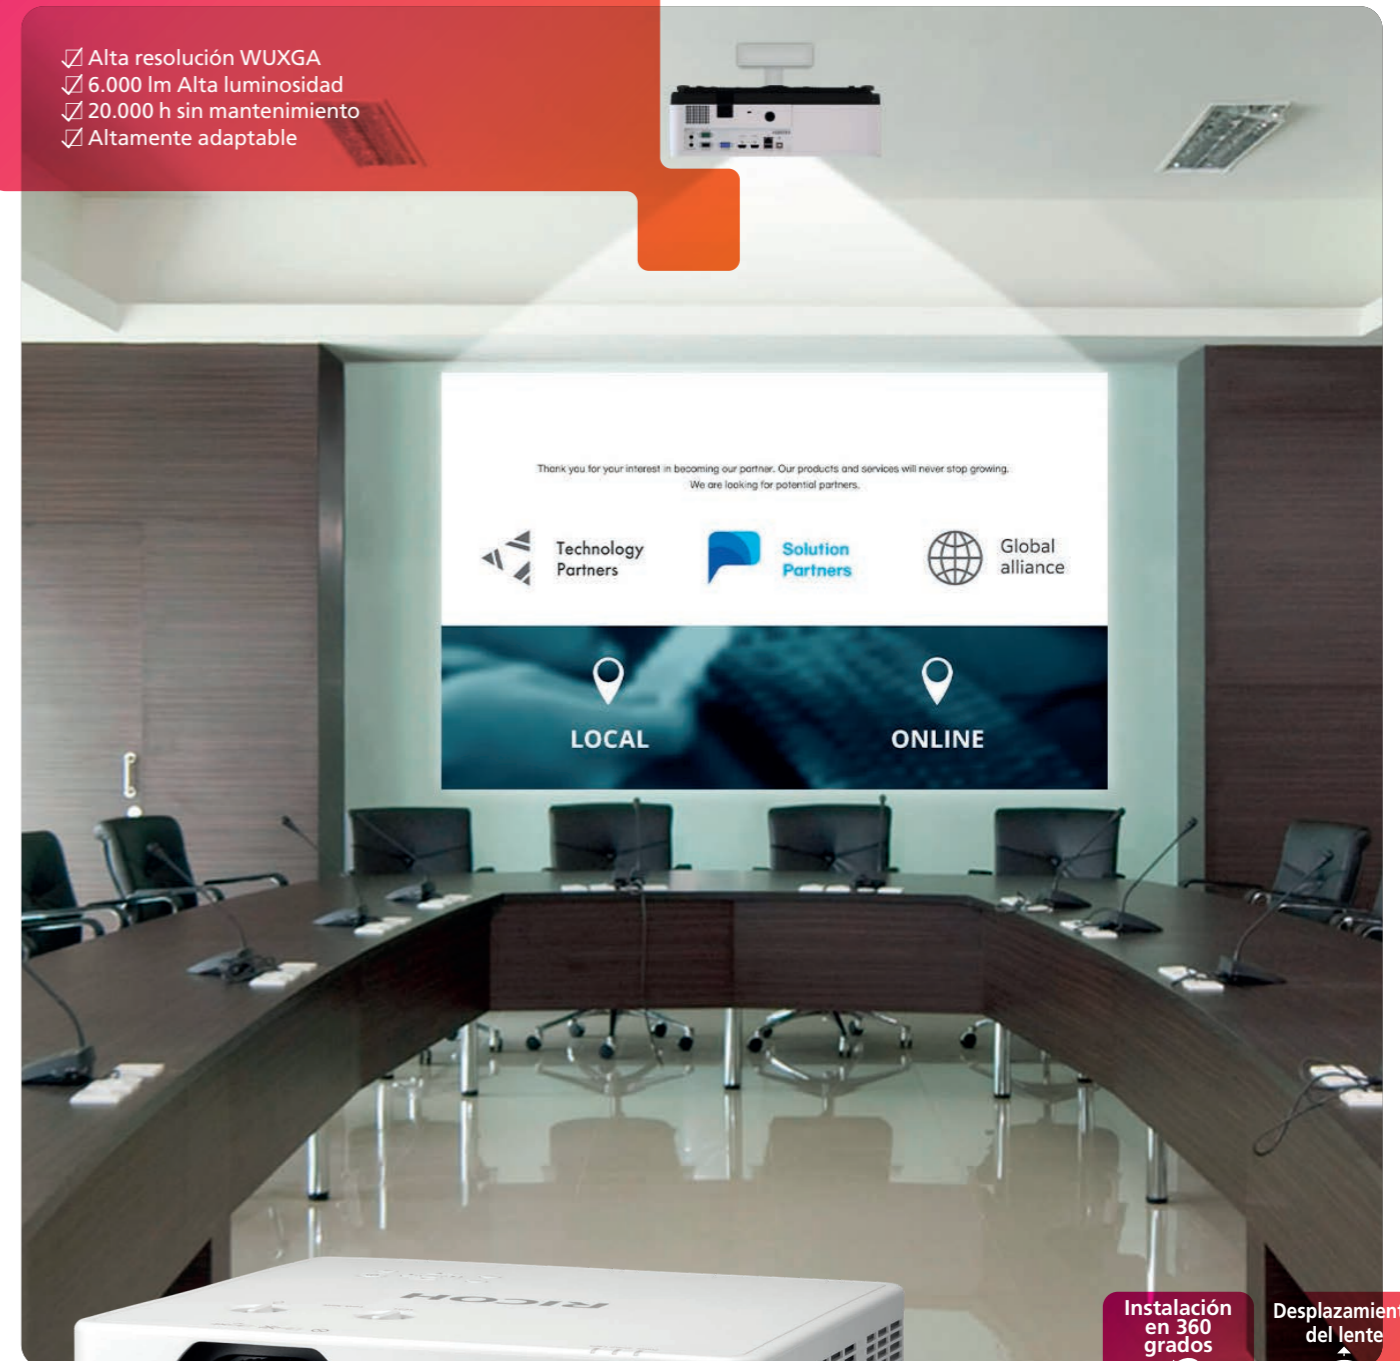 Alta resolución WUXGA
6.000 lm Alta luminosidad
20.000 h sin mantenimiento
Altamente adaptable
Thank you for your interest in becoming our partner. Our products and services will never stop growing.
We are looking for potential partners.
Technology
Partners
Solution
Partners
Global
alliance
LOCAL
ONLINE
RICOH
Instalación
en 360
grados
Desplazamient
del lente